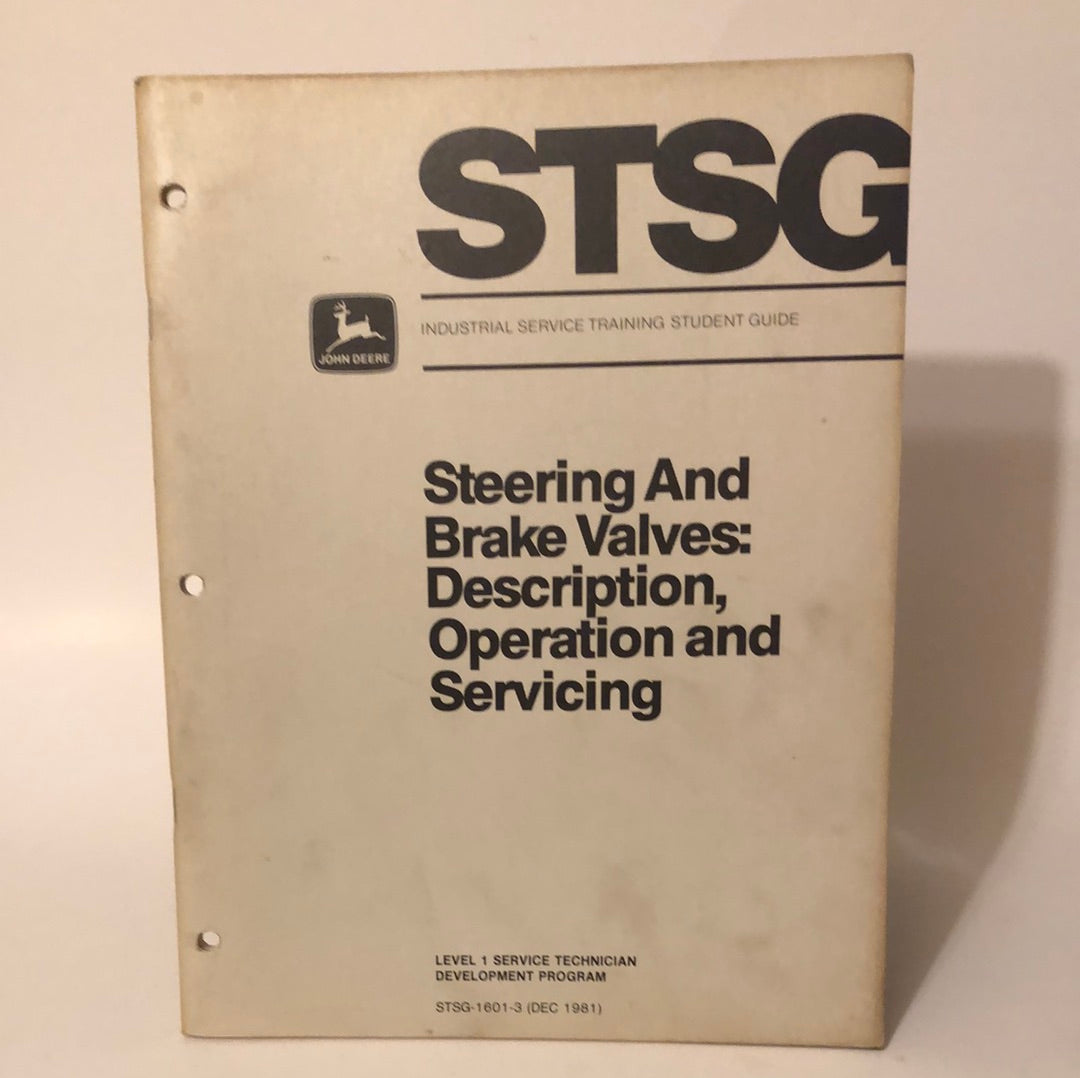 STSG
INDUSTRIAL SERVICE TRAINING STUDENT GUIDE
JOHN DEERE
Steering And
Brake Valves:
Description,
Operation and
Servicing
LEVEL 1 SERVICE TECHNICIAN
DEVELOPMENT PROGRAM
STSG-1601-3 (DEC 1981)